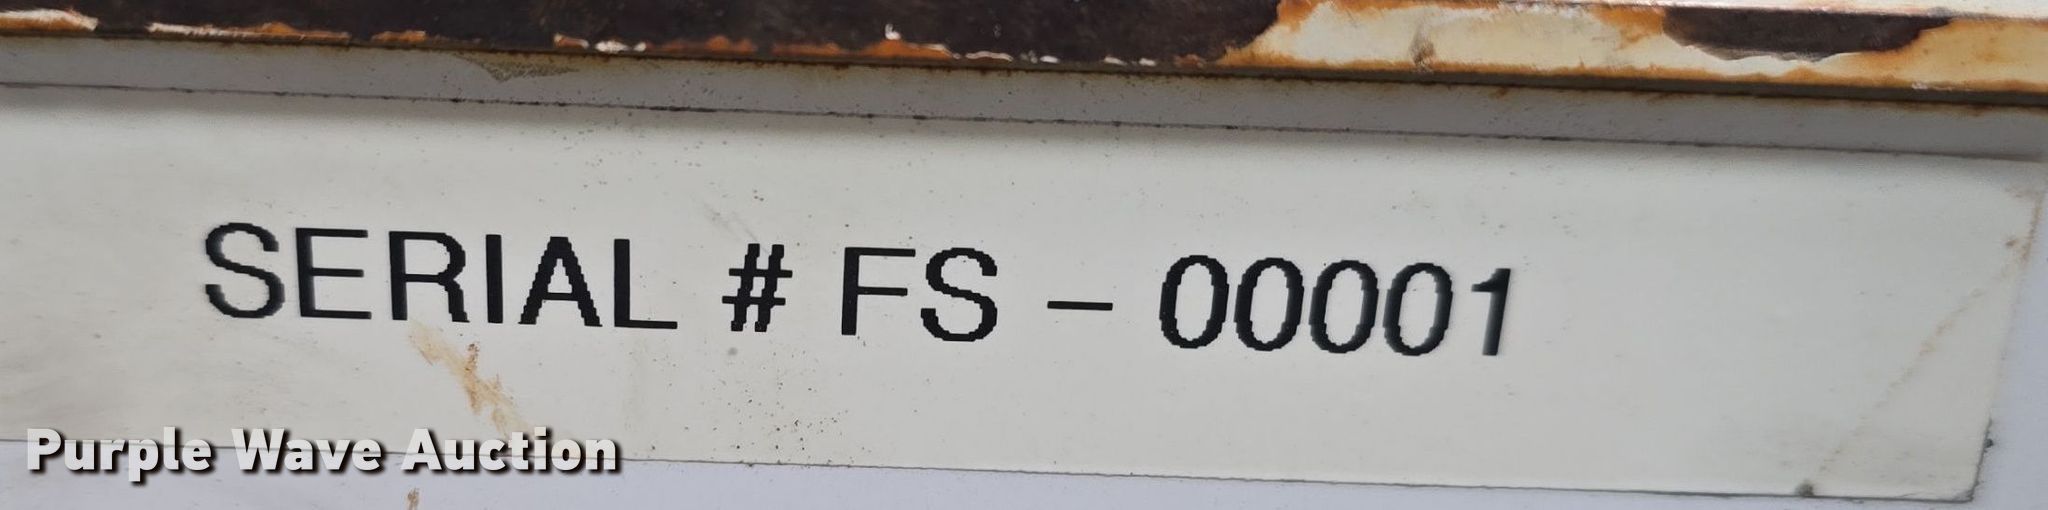 SERIAL # FS – 00001
Purple Wave Auction